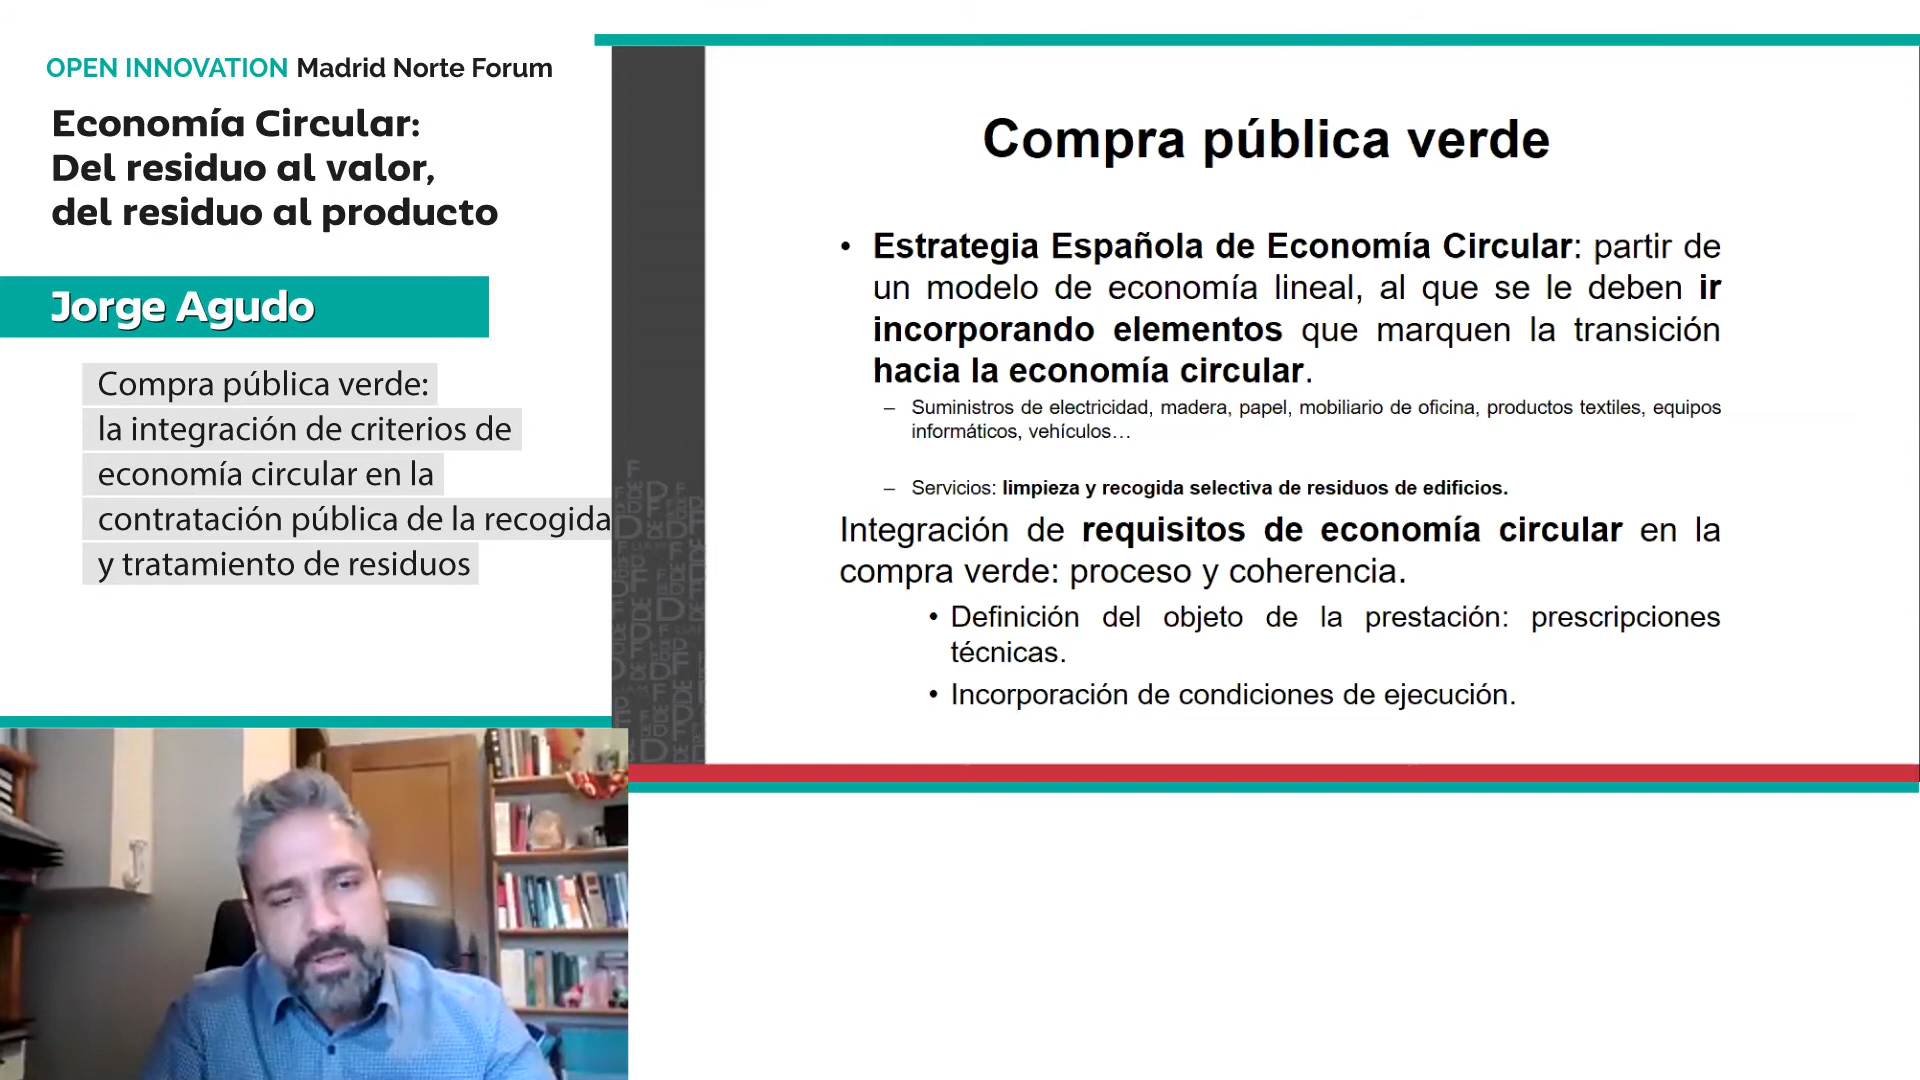 OPEN INNOVATION Madrid Norte Forum
Economía Circular:
Del residuo al valor,
del residuo al producto
Jorge Agudo
Compra pública verde:
la integración de criterios de
economía circular en la
contratación pública de la recogida
y tratamiento de residuos
Compra pública verde
• Estrategia Española de Economía Circular: partir de
un modelo de economía lineal, al que se le deben ir
incorporando elementos que marquen la transición
hacia la economía circular.
– Suministros de electricidad, madera, papel, mobiliario de oficina, productos textiles, equipos
informáticos, vehículos…
– Servicios: limpieza y recogida selectiva de residuos de edificios.
Integración de requisitos de economía circular en la
compra verde: proceso y coherencia.
• Definición del objeto de la prestación: prescripciones
técnicas.
• Incorporación de condiciones de ejecución.